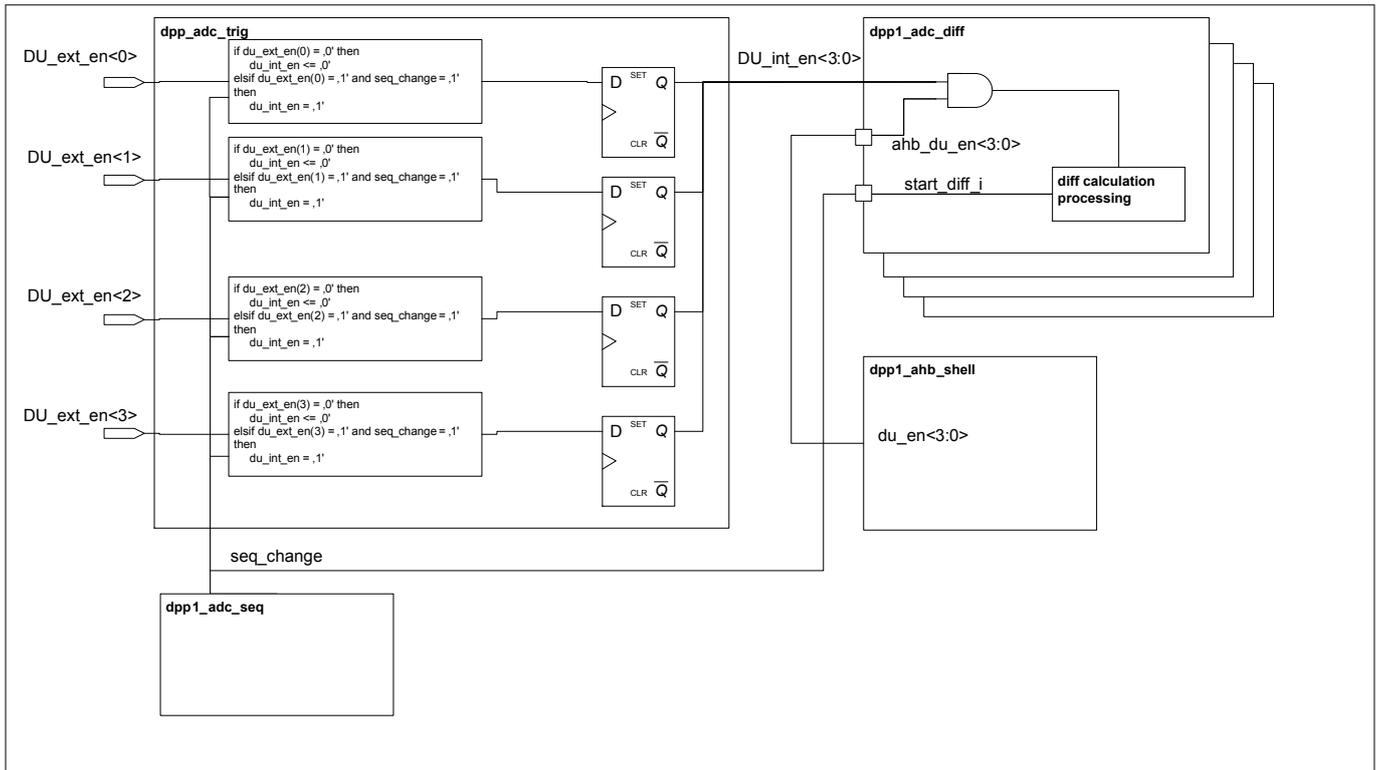 dpp_adc_trig
DU_ext_en<0>
if du_ext_en(0) = ,0' then
du_int_en <= ,0'
elsif du_ext_en(0) = ,1' and seq_change = ,1'
then
du_int_en = ,1'
D SET Q
CLR Q
DU_ext_en<1>
if du_ext_en(1) = ,0' then
du_int_en <= ,0'
elsif du_ext_en(1) = ,1' and seq_change = ,1'
then
du_int_en = ,1'
D SET Q
CLR Q
DU_ext_en<2>
if du_ext_en(2) = ,0' then
du_int_en <= ,0'
elsif du_ext_en(2) = ,1' and seq_change = ,1'
then
du_int_en = ,1'
D SET Q
CLR Q
DU_ext_en<3>
if du_ext_en(3) = ,0' then
du_int_en <= ,0'
elsif du_ext_en(3) = ,1' and seq_change = ,1'
then
du_int_en = ,1'
D SET Q
CLR Q
DU_int_en<3:0>
dpp1_adc_diff
ahb_du_en<3:0>
start_diff_i
diff calculation
processing
dpp1_ahb_shell
du_en<3:0>
seq_change
dpp1_adc_seq